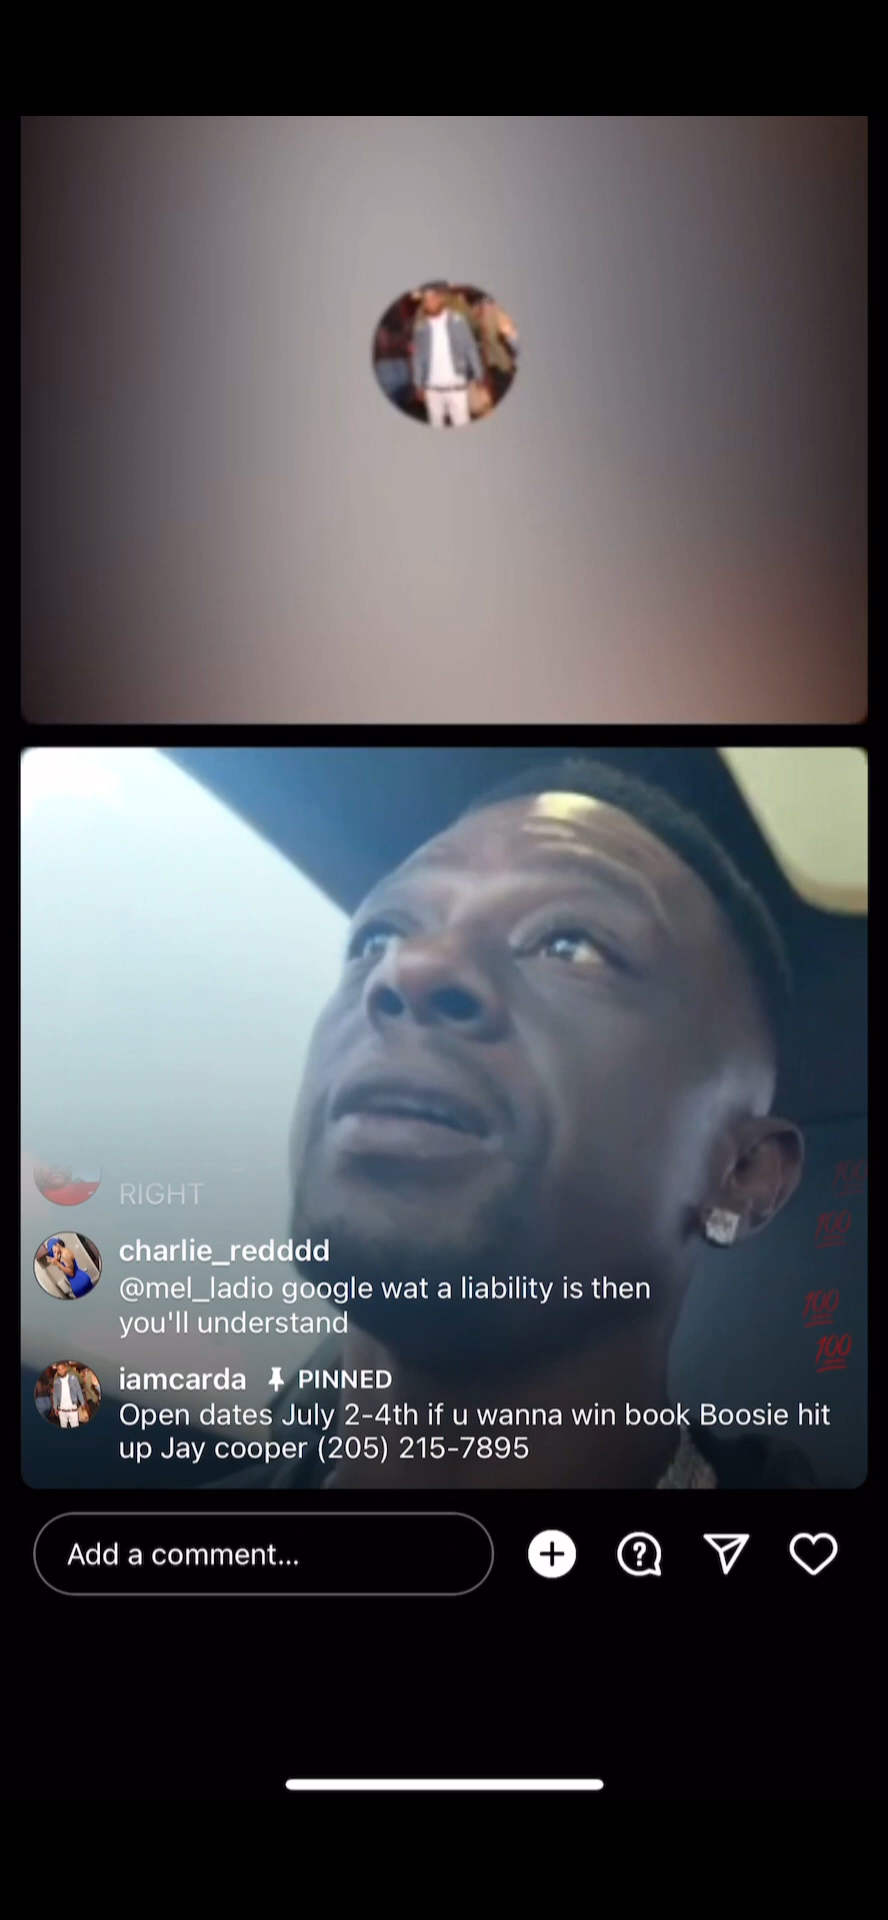 RIGHT
charlie_redddd
@mel_ladio google wat a liability is then
you'll understand
iamcarda PINNED
Open dates July 2-4th if u wanna win book Boosie hit
up Jay cooper (205) 215-7895
Add a comment...